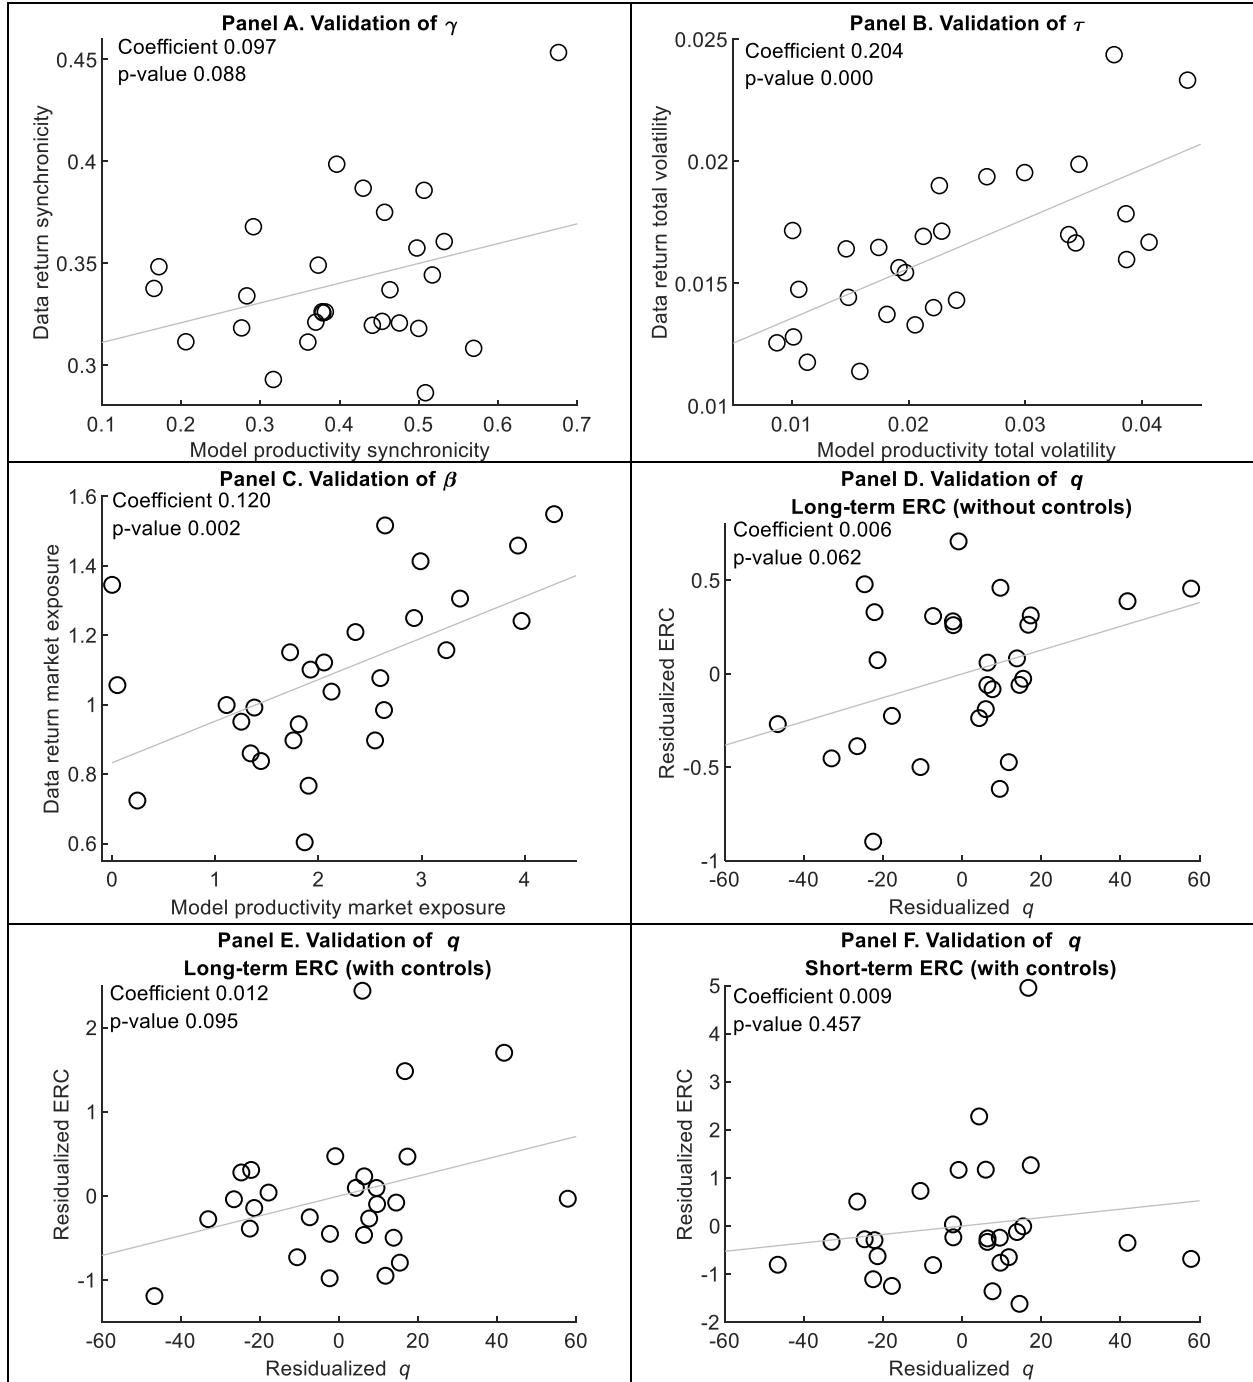 Panel A. Validation of γ
Coefficient 0.097
p-value 0.088
0.45
0.4
0.35
0.3
Data return synchronicity
0.1 0.2 0.3 0.4 0.5 0.6 0.7
Model productivity synchronicity
Panel B. Validation of τ
Coefficient 0.204
p-value 0.000
0.025
0.02
0.015
0.01
Data return total volatility
0.01 0.02 0.03 0.04
Model productivity total volatility
Panel C. Validation of β
Coefficient 0.120
p-value 0.002
1.6
1.4
1.2
1
0.8
0.6
Data return market exposure
0 1 2 3 4
Model productivity market exposure
Panel D. Validation of q
Long-term ERC (without controls)
Coefficient 0.006
p-value 0.062
0.5
0
-0.5
-1
Residualized ERC
-60 -40 -20 0 20 40 60
Residualized q
Panel E. Validation of q
Long-term ERC (with controls)
Coefficient 0.012
p-value 0.095
2
1
0
-1
Residualized ERC
-60 -40 -20 0 20 40 60
Residualized q
Panel F. Validation of q
Short-term ERC (with controls)
Coefficient 0.009
p-value 0.457
5
4
3
2
1
0
-1
-2
Residualized ERC
-60 -40 -20 0 20 40 60
Residualized q